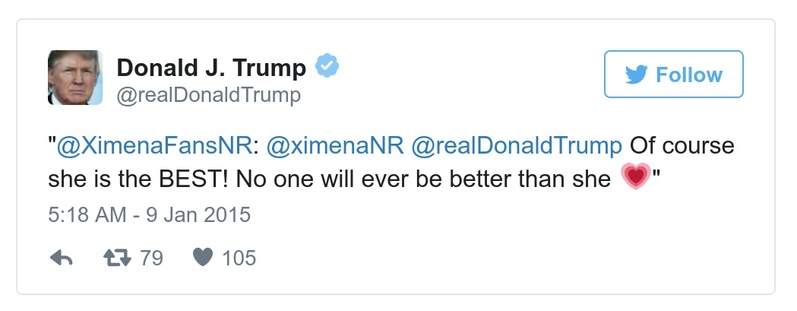 Donald J. Trump
@realDonaldTrump
Follow
"@XimenaFansNR: @ximenaNR @realDonaldTrump Of course
she is the BEST! No one will ever be better than she 💗"
5:18 AM - 9 Jan 2015
79 105